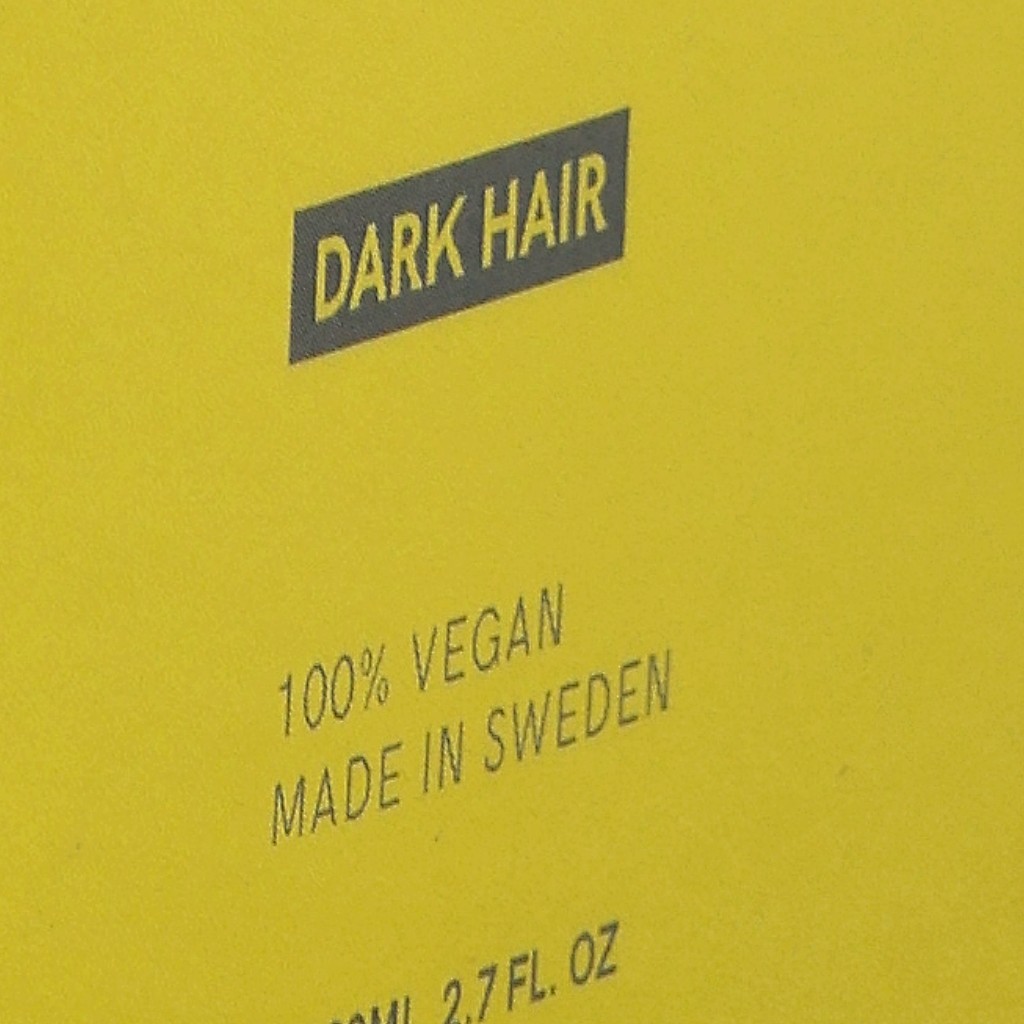 DARK HAIR
100% VEGAN
MADE IN SWEDEN
2.7 FL. OZ